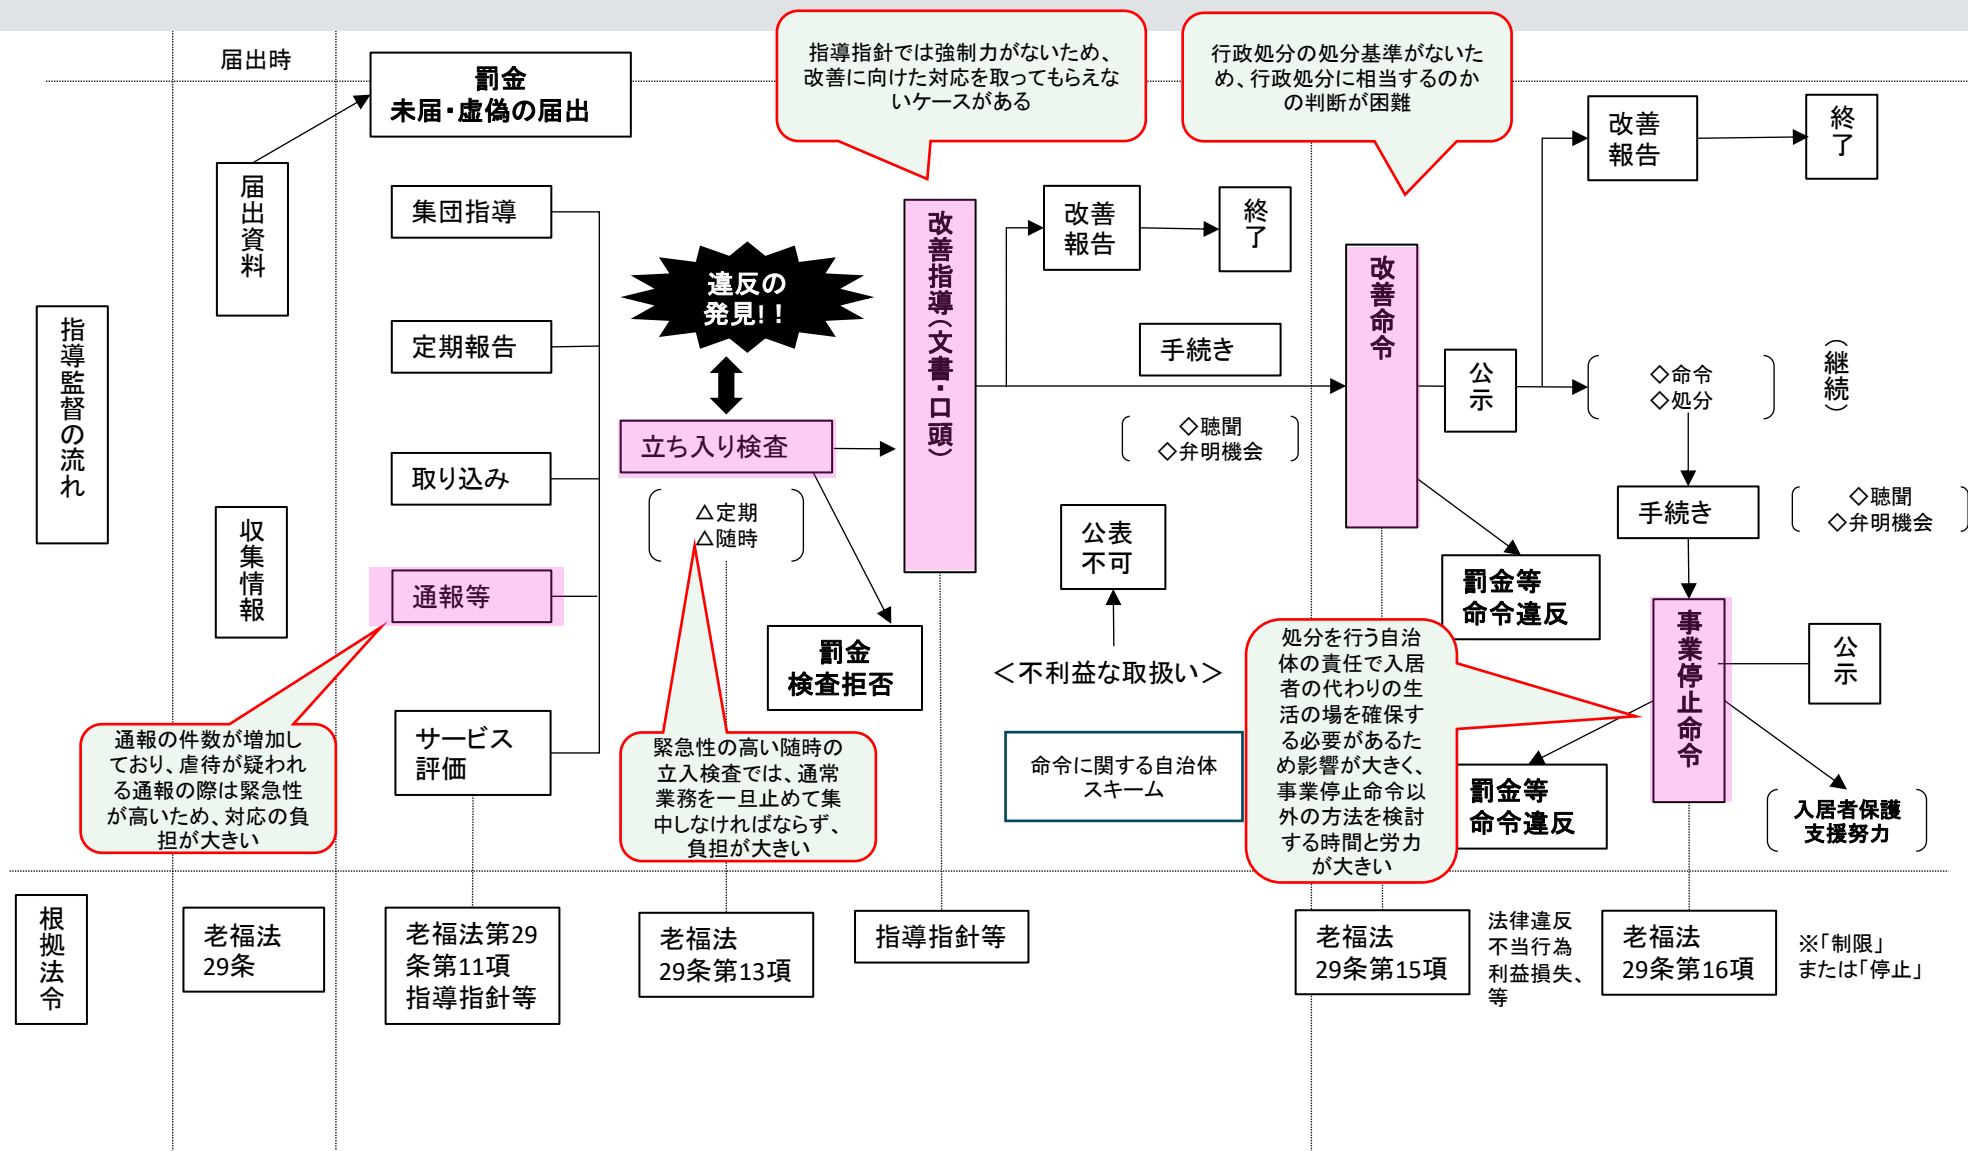 届出時
罰金
未届・虚偽の届出
指導指針では強制力がないため、
改善に向けた対応を取ってもらえな
いケースがある
行政処分の処分基準がないた
め、行政処分に相当するのか
の判断が困難
指導監督の流れ
届出資料
収集情報
集団指導
定期報告
取り込み
通報等
サービス
評価
通報の件数が増加し
ており、虐待が疑われ
る通報の際は緊急性
が高いため、対応の負
担が大きい
違反の
発見!!
立ち入り検査
△定期
△随時
緊急性の高い随時の
立入検査では、通常
業務を一旦止めて集
中しなければならず、
負担が大きい
罰金
検査拒否
改善指導(文書・口頭)
改善
報告
終了
手続き
◇聴聞
◇弁明機会
公表
不可
＜不利益な取扱い＞
命令に関する自治体
スキーム
改善命令
公示
改善
報告
終了
◇命令
◇処分
(継続)
手続き
◇聴聞
◇弁明機会
罰金等
命令違反
処分を行う自治
体の責任で入居
者の代わりの生
活の場を確保す
る必要があるた
め影響が大きく、
事業停止命令以
外の方法を検討
する時間と労力
が大きい
事業停止命令
公示
罰金等
命令違反
入居者保護
支援努力
根拠法令
老福法
29条
老福法第29
条第11項
指導指針等
老福法
29条第13項
指導指針等
老福法
29条第15項
法律違反
不当行為
利益損失、
等
老福法
29条第16項
※「制限」
または「停止」